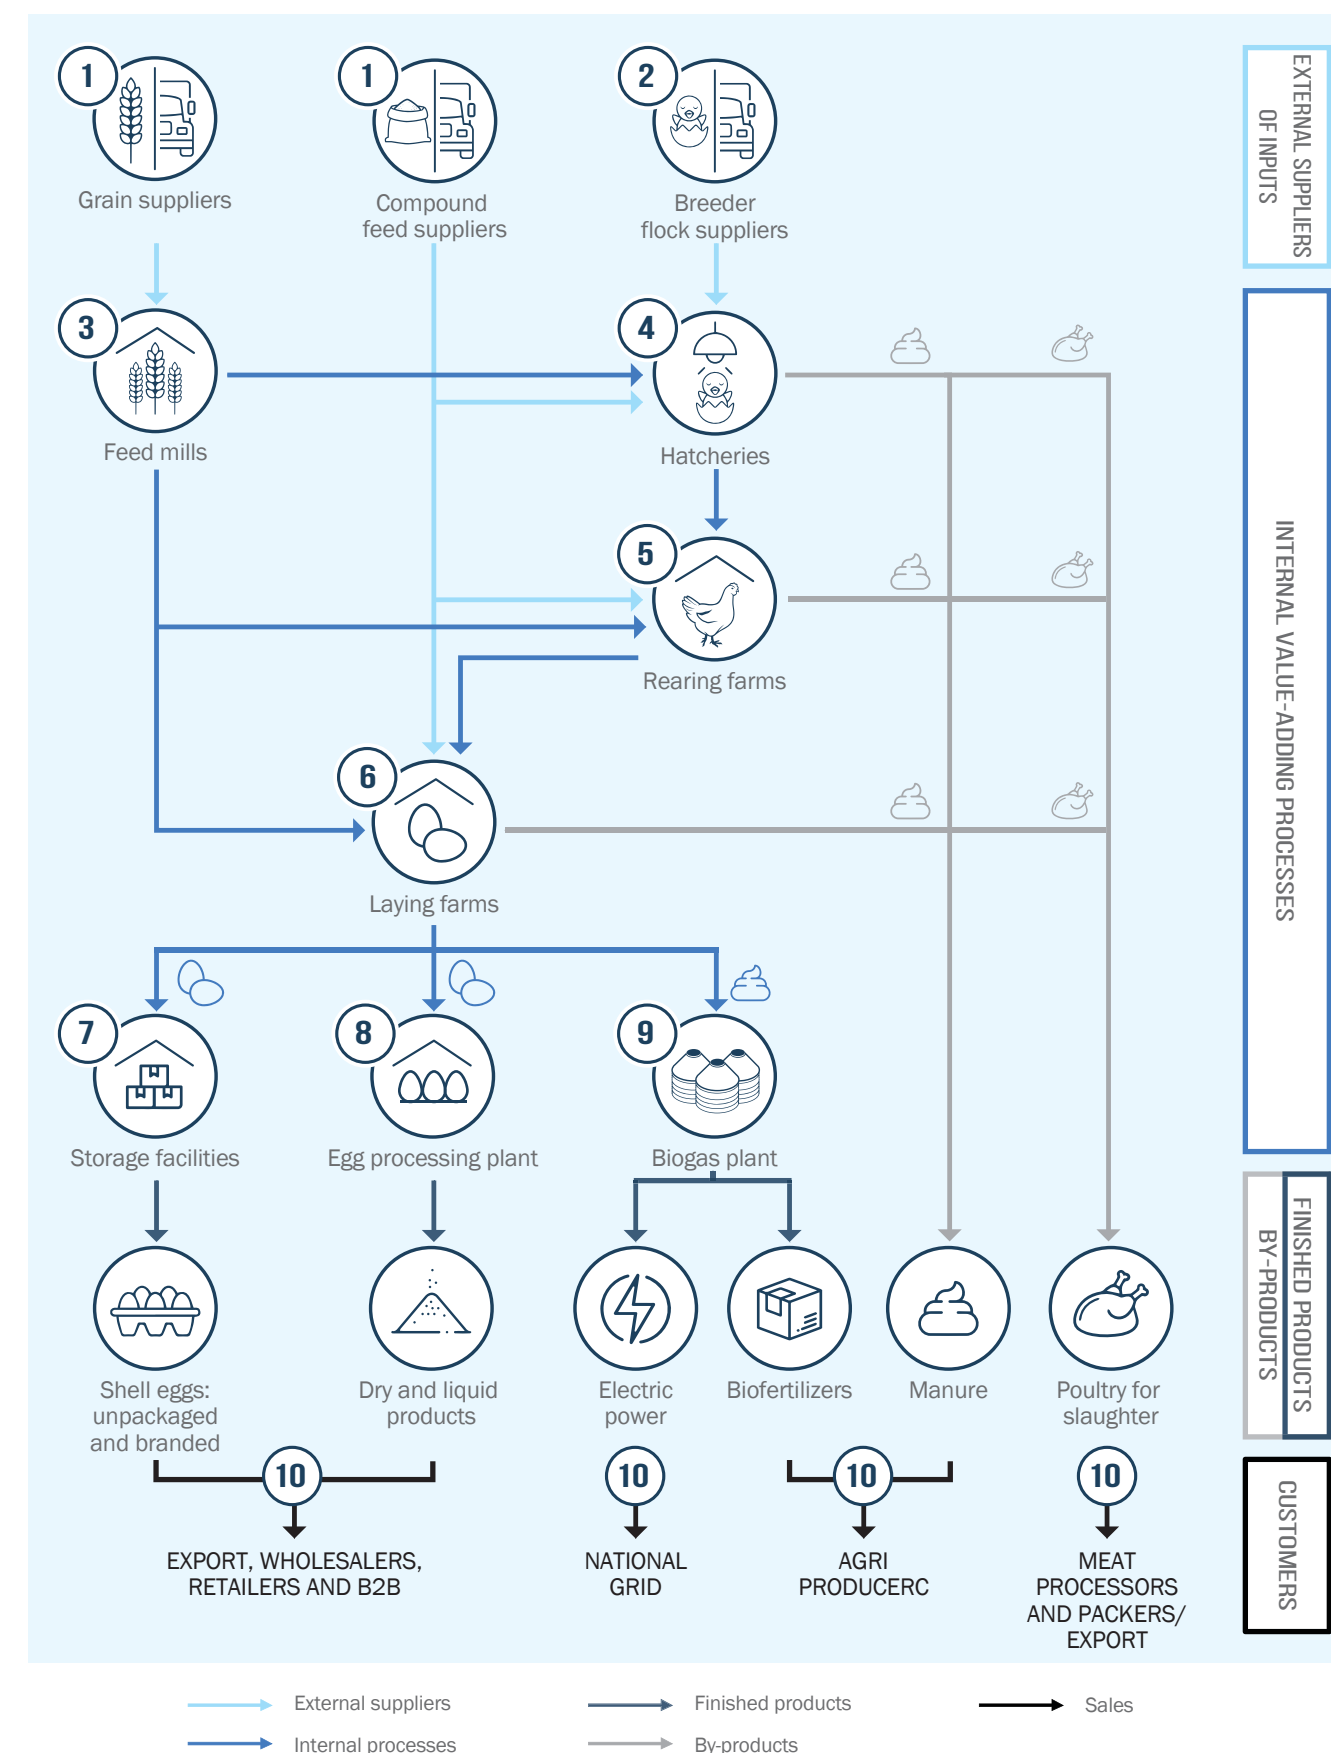 1
1
2
Grain suppliers
Compound
feed suppliers
Breeder
flock suppliers
EXTERNAL SUPPLIERS
OF INPUTS
3
4
Feed mills
Hatcheries
5
Rearing farms
INTERNAL VALUE-ADDING PROCESSES
6
Laying farms
7
8
9
Storage facilities
Egg processing plant
Biogas plant
FINISHED PRODUCTS
BY-PRODUCTS
Shell eggs:
unpackaged
and branded
Dry and liquid
products
Electric
power
Biofertilizers
Manure
Poultry for
slaughter
10
10
10
10
CUSTOMERS
EXPORT, WHOLESALERS,
RETAILERS AND B2B
NATIONAL
GRID
AGRI
PRODUCERC
MEAT
PROCESSORS
AND PACKERS/
EXPORT
External suppliers
Finished products
Sales
Internal processes
By-products